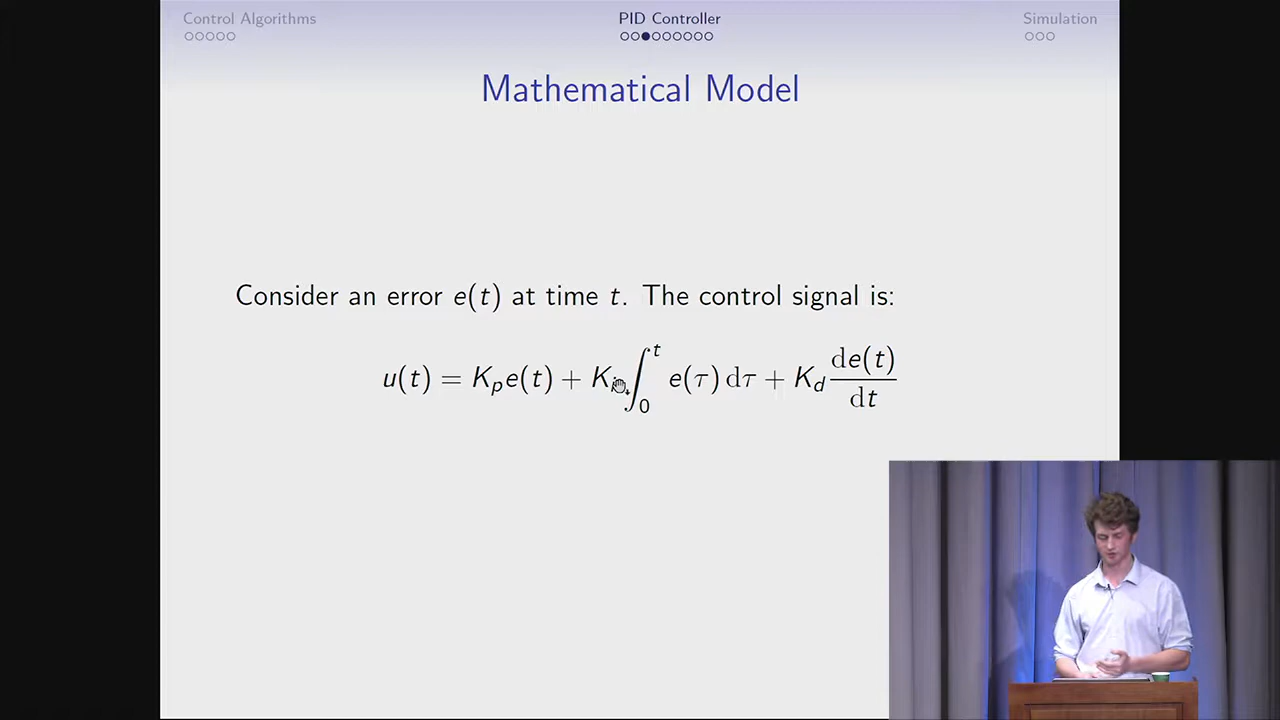 Control Algorithms
PID Controller
Simulation
Mathematical Model
Consider an error e(t) at time t. The control signal is:
u(t) = K_p e(t) + K_i ∫_0^t e(τ) dτ + K_d de(t)/dt